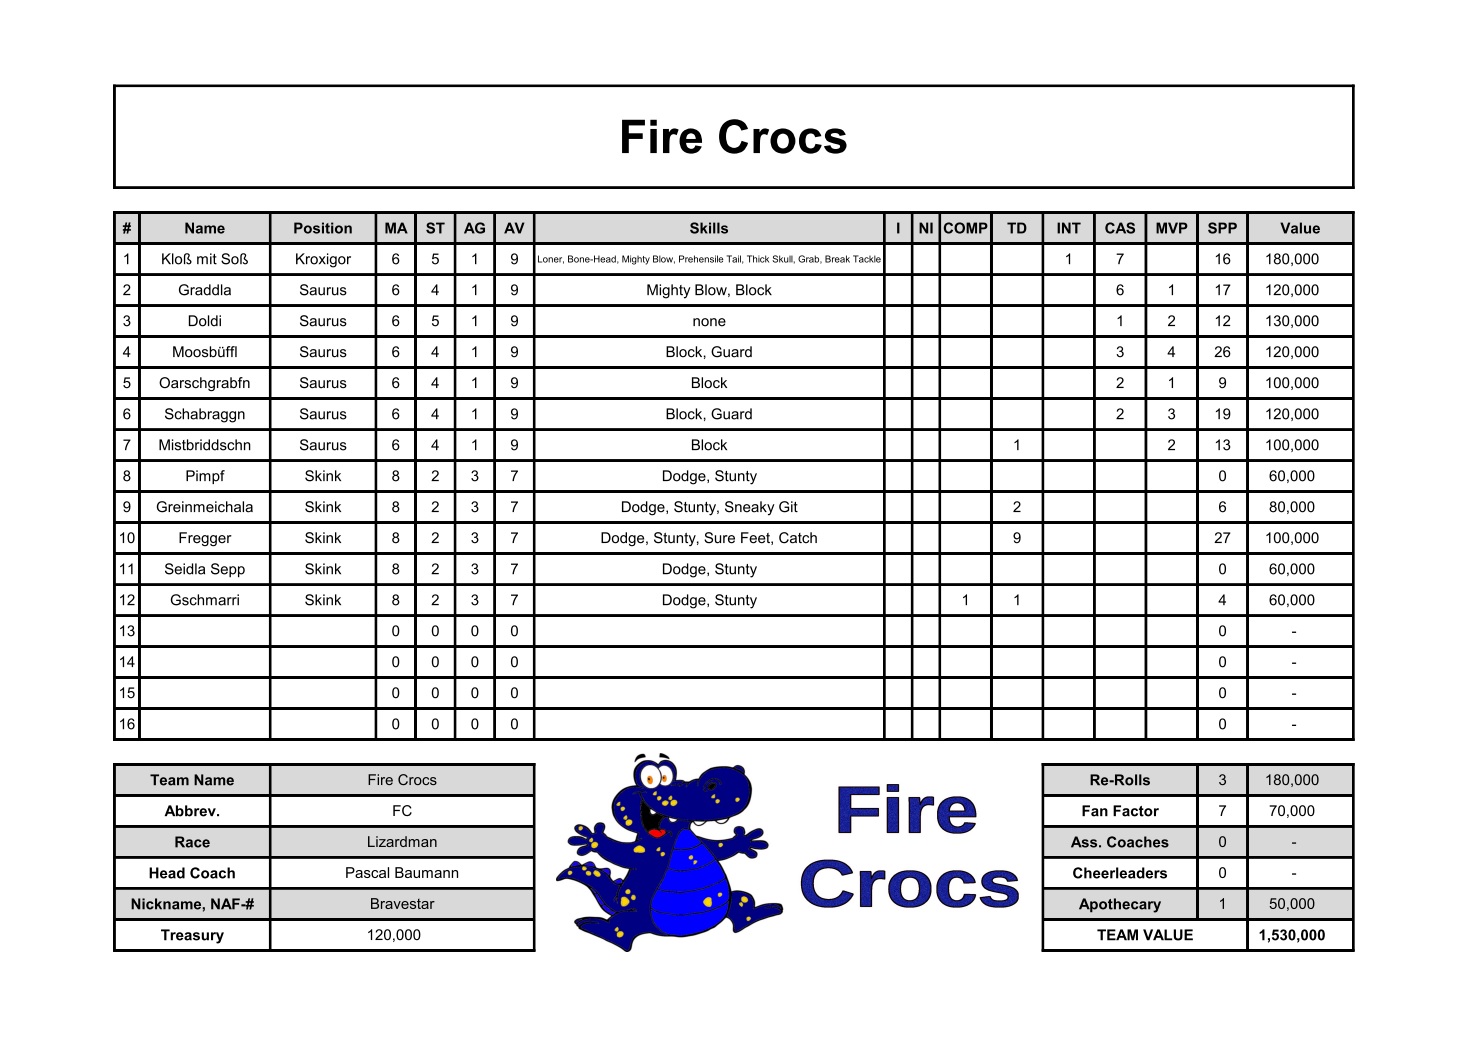 Fire Crocs
# Name Position MA ST AG AV Skills I NI COMP TD INT CAS MVP SPP Value
1 Kloß mit Soß Kroxigor 6 5 1 9 Loner, Bone-Head, Mighty Blow, Prehensile Tail, Thick Skull, Grab, Break Tackle 1 7 16 180,000
2 Graddla Saurus 6 4 1 9 Mighty Blow, Block 6 1 17 120,000
3 Doldi Saurus 6 5 1 9 none 1 2 12 130,000
4 Moosbüffl Saurus 6 4 1 9 Block, Guard 3 4 26 120,000
5 Oarschgrabfn Saurus 6 4 1 9 Block 2 1 9 100,000
6 Schabraggn Saurus 6 4 1 9 Block, Guard 2 3 19 120,000
7 Mistbriddschn Saurus 6 4 1 9 Block 1 2 13 100,000
8 Pimpf Skink 8 2 3 7 Dodge, Stunty 0 60,000
9 Greinmeichala Skink 8 2 3 7 Dodge, Stunty, Sneaky Git 2 6 80,000
10 Fregger Skink 8 2 3 7 Dodge, Stunty, Sure Feet, Catch 9 27 100,000
11 Seidla Sepp Skink 8 2 3 7 Dodge, Stunty 0 60,000
12 Gschmarri Skink 8 2 3 7 Dodge, Stunty 1 1 4 60,000
13 0 0 0 0 0 -
14 0 0 0 0 0 -
15 0 0 0 0 0 -
16 0 0 0 0 0 -
Team Name Fire Crocs
Abbrev. FC
Race Lizardman
Head Coach Pascal Baumann
Nickname, NAF-# Bravestar
Treasury 120,000
Fire
Crocs
Re-Rolls 3 180,000
Fan Factor 7 70,000
Ass. Coaches 0 -
Cheerleaders 0 -
Apothecary 1 50,000
TEAM VALUE 1,530,000